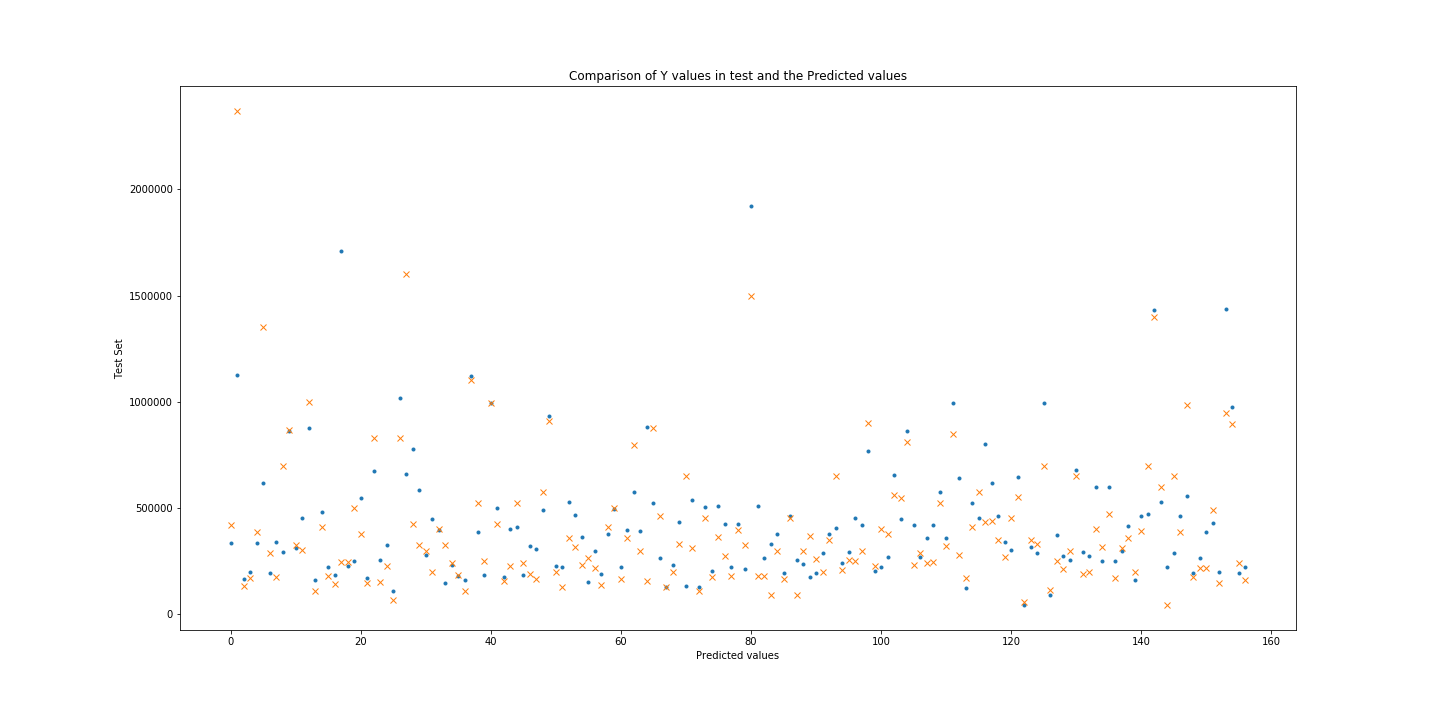 Comparison of Y values in test and the Predicted values
Test Set
2000000
1500000
1000000
500000
0
0 20 40 60 80 100 120 140 160
Predicted values